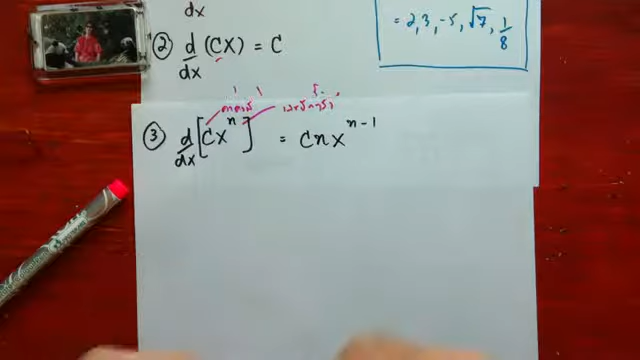 d/dx
② d/dx (cx) = c
= 2, 3, -5, √7, 1/8
③ d/dx [cx^n] = cnx^(n-1)